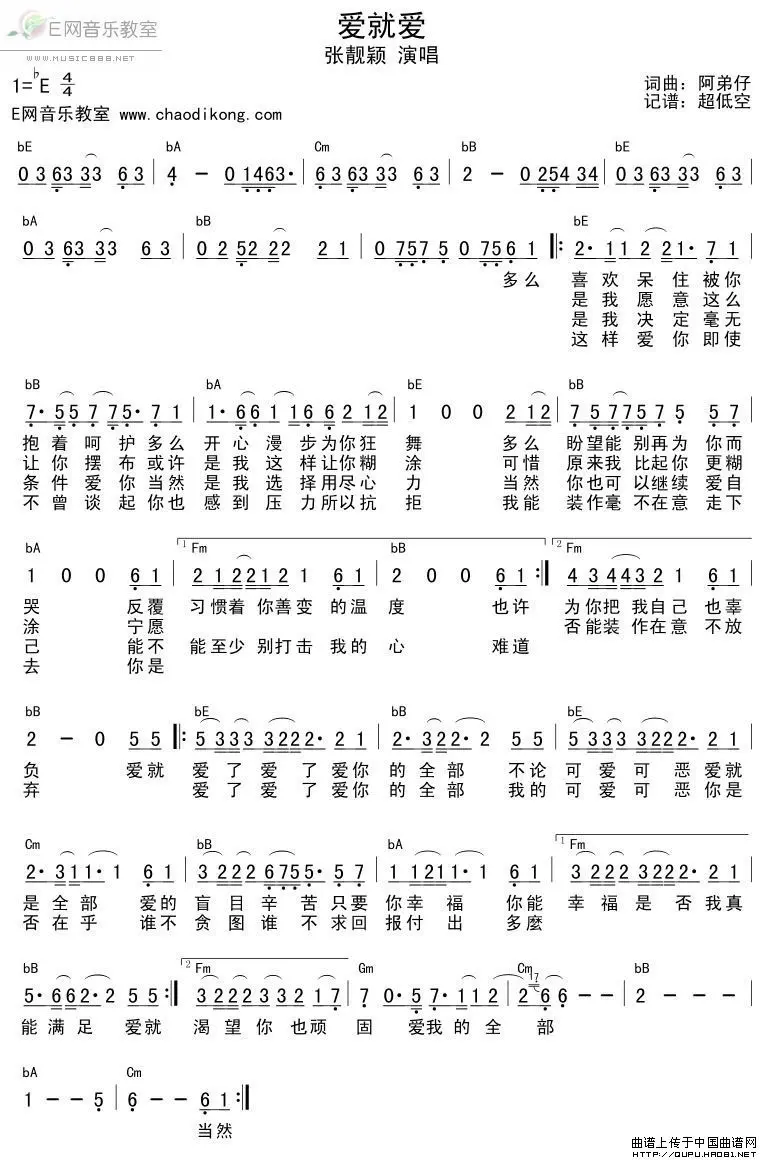 E网音乐教室
WWW.MUSIC888.NET
爱就爱
张靓颖 演唱
1=♭E 4/4
词曲：阿弟仔
记谱：超低空
E网音乐教室 www.chaodikong.com
bE bA Cm bB bE
0 3 63 33 6 3 | 4 - 0 1463· | 6 3 63 33 6 3 | 2 - 0 254 34 | 0 3 63 33 6 3 |
bA bB bE
0 3 63 33 6 3 | 0 2 52 22 2 1 | 0 757 5 0 75 6 1 |: 2· 11 2 21· 7 1 |
多么 喜欢呆住被你
是我愿意这么
是我决定毫无
这样爱你即使
bB bA bE bB
7· 55 7 75· 7 1 | 1· 66 1 16 6 2 12 | 1 0 0 2 12 | 7 57 75 5 5 7 |
抱着呵护多么 开心漫步为你狂 舞 多么 盼望能别再为你而
让你摆布或许 是我这样让你糊 涂 可惜 原来我比起你更糊
条件爱你当然 是我选择用尽心 力 当然 你也可以继续爱自
不曾谈起你也 感到压力所以抗 拒 我能 装作毫不在意走下
bA 1 Fm bB 2 Fm
1 0 0 6 1 | 2 12 21 2 1 6 1 | 2 0 0 6 1 :| 4 34 43 2 1 6 1 |
哭 反覆 习惯着你善变的温 度 也许 为你把我自己也辜
涂 宁愿 否能装作在意不放
己 能不 能至少别打击我的 心 难道
去 你是
bB bE bB bE
2 - 0 5 5 |: 5 33 3 322 2· 2 1 | 2· 32 2·2 5 5 | 5 33 3 322 2· 2 1 |
负 爱就 爱了爱了爱你 的全部 不论 可爱可恶爱就
弃 爱了爱了爱你 的全部 我的 可爱可恶你是
Cm bB bA 1 Fm
2· 31 1·1 6 1 | 3 22 2 675 5· 5 7 | 1 121 1·1 6 1 | 3 22 2 322 2· 2 1 |
是全部 爱的 盲目辛苦只要 你幸福 你能 幸福是否我真
否在乎 谁不 贪图谁不求回 报付出 多麽
bB 2 Fm Gm Cm 17 bB
5· 66 2·2 5 5 :| 3 22 2 3 3 2 1 7 | 7 0·5 7·11 2 | 2 6· 6 - - | 2 - - |
能满足 爱就 渴望你也顽 固 爱我的全 部
bA Cm
1 - - 5 | 6 - - 6 1 |
当然
曲谱上传于中国曲谱网
HTTP://QUPU.HAO81.NET